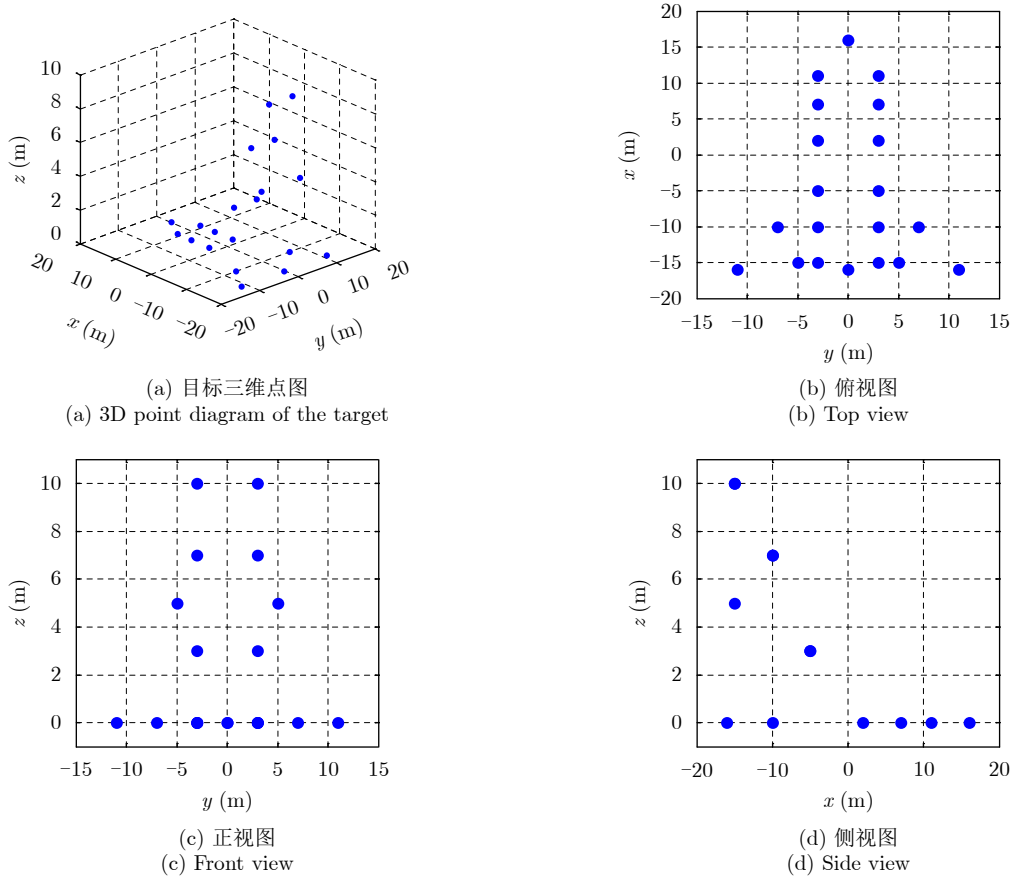 10
8
6
4
2
0
z (m)
20
10
0
−10
−20
x (m)
−20
−10
0
10
20
y (m)
(a) 目标三维点图
(a) 3D point diagram of the target
20
15
10
5
0
−5
−10
−15
−20
x (m)
−15 −10 −5 0 5 10 15
y (m)
(b) 俯视图
(b) Top view
10
8
6
4
2
0
z (m)
−15 −10 −5 0 5 10 15
y (m)
(c) 正视图
(c) Front view
10
8
6
4
2
0
z (m)
−20 −10 0 10 20
x (m)
(d) 侧视图
(d) Side view